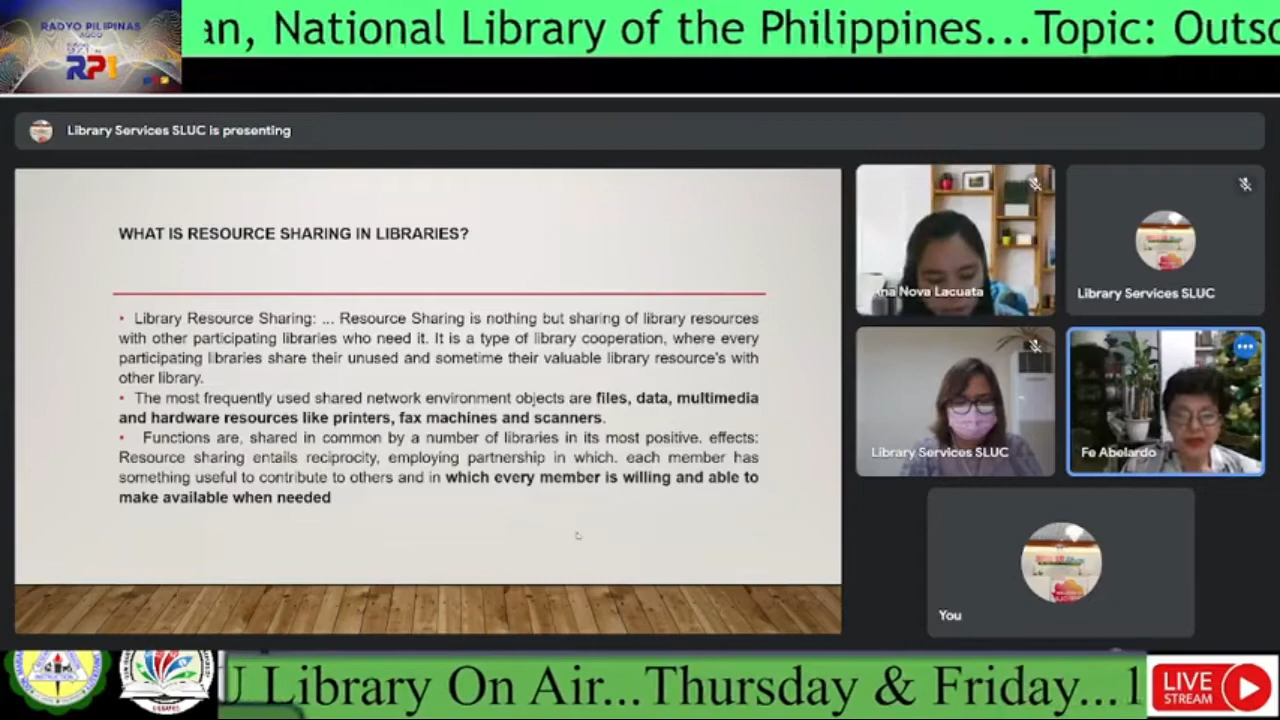 RADYO PILIPINAS
AGOO
RP1
an, National Library of the Philippines...Topic: Outso
Library Services SLUC is presenting
WHAT IS RESOURCE SHARING IN LIBRARIES?
• Library Resource Sharing: ... Resource Sharing is nothing but sharing of library resources
with other participating libraries who need it. It is a type of library cooperation, where every
participating libraries share their unused and sometime their valuable library resource's with
other library.
• The most frequently used shared network environment objects are files, data, multimedia
and hardware resources like printers, fax machines and scanners.
• Functions are, shared in common by a number of libraries in its most positive. effects:
Resource sharing entails reciprocity, employing partnership in which. each member has
something useful to contribute to others and in which every member is willing and able to
make available when needed
Nova Lacuata
Library Services SLUC
Library Services SLUC
Fe Abelardo
You
U Library On Air...Thursday & Friday...1
LIVE
STREAM